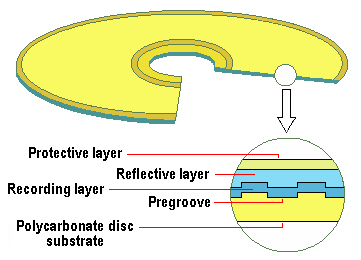 Protective layer
Reflective layer
Recording layer
Pregroove
Polycarbonate disc
substrate